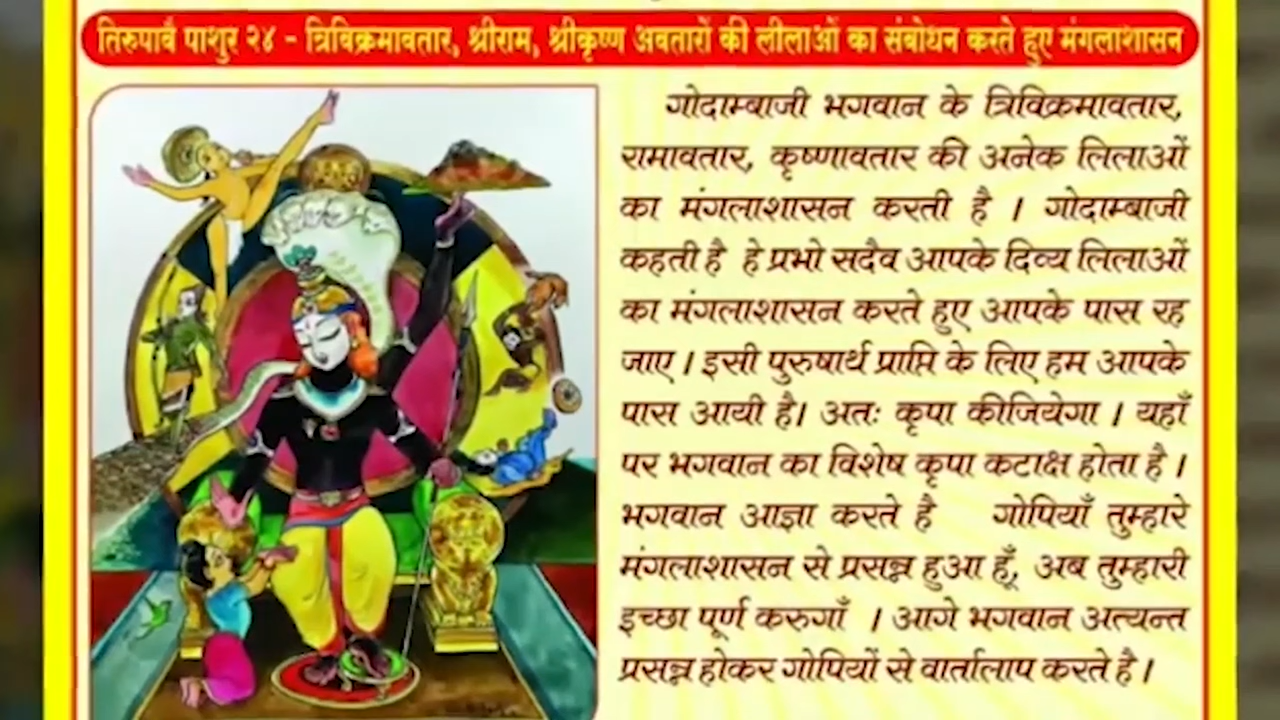 तिरुपावै पाशुर २४ - त्रिविक्रमावतार, श्रीराम, श्रीकृष्ण अवतारों की लीलाओं का संबोधन करते हुए मंगलाशासन
गोदाम्बाजी भगवान के त्रिविक्रमावतार,
रामावतार, कृष्णावतार की अनेक लिलाओं
का मंगलाशासन करती है । गोदाम्बाजी
कहती है हे प्रभो सदैव आपके दिव्य लिलाओं
का मंगलाशासन करते हुए आपके पास रह
जाए । इसी पुरुषार्थ प्राप्ति के लिए हम आपके
पास आयी है। अतः कृपा कीजियेगा । यहाँ
पर भगवान का विशेष कृपा कटाक्ष होता है ।
भगवान आज्ञा करते है गोपियाँ तुम्हारे
मंगलाशासन से प्रसन्न हुआ हूँ, अब तुम्हारी
इच्छा पूर्ण करुगाँ । आगे भगवान अत्यन्त
प्रसन्न होकर गोपियों से वार्तालाप करते है ।